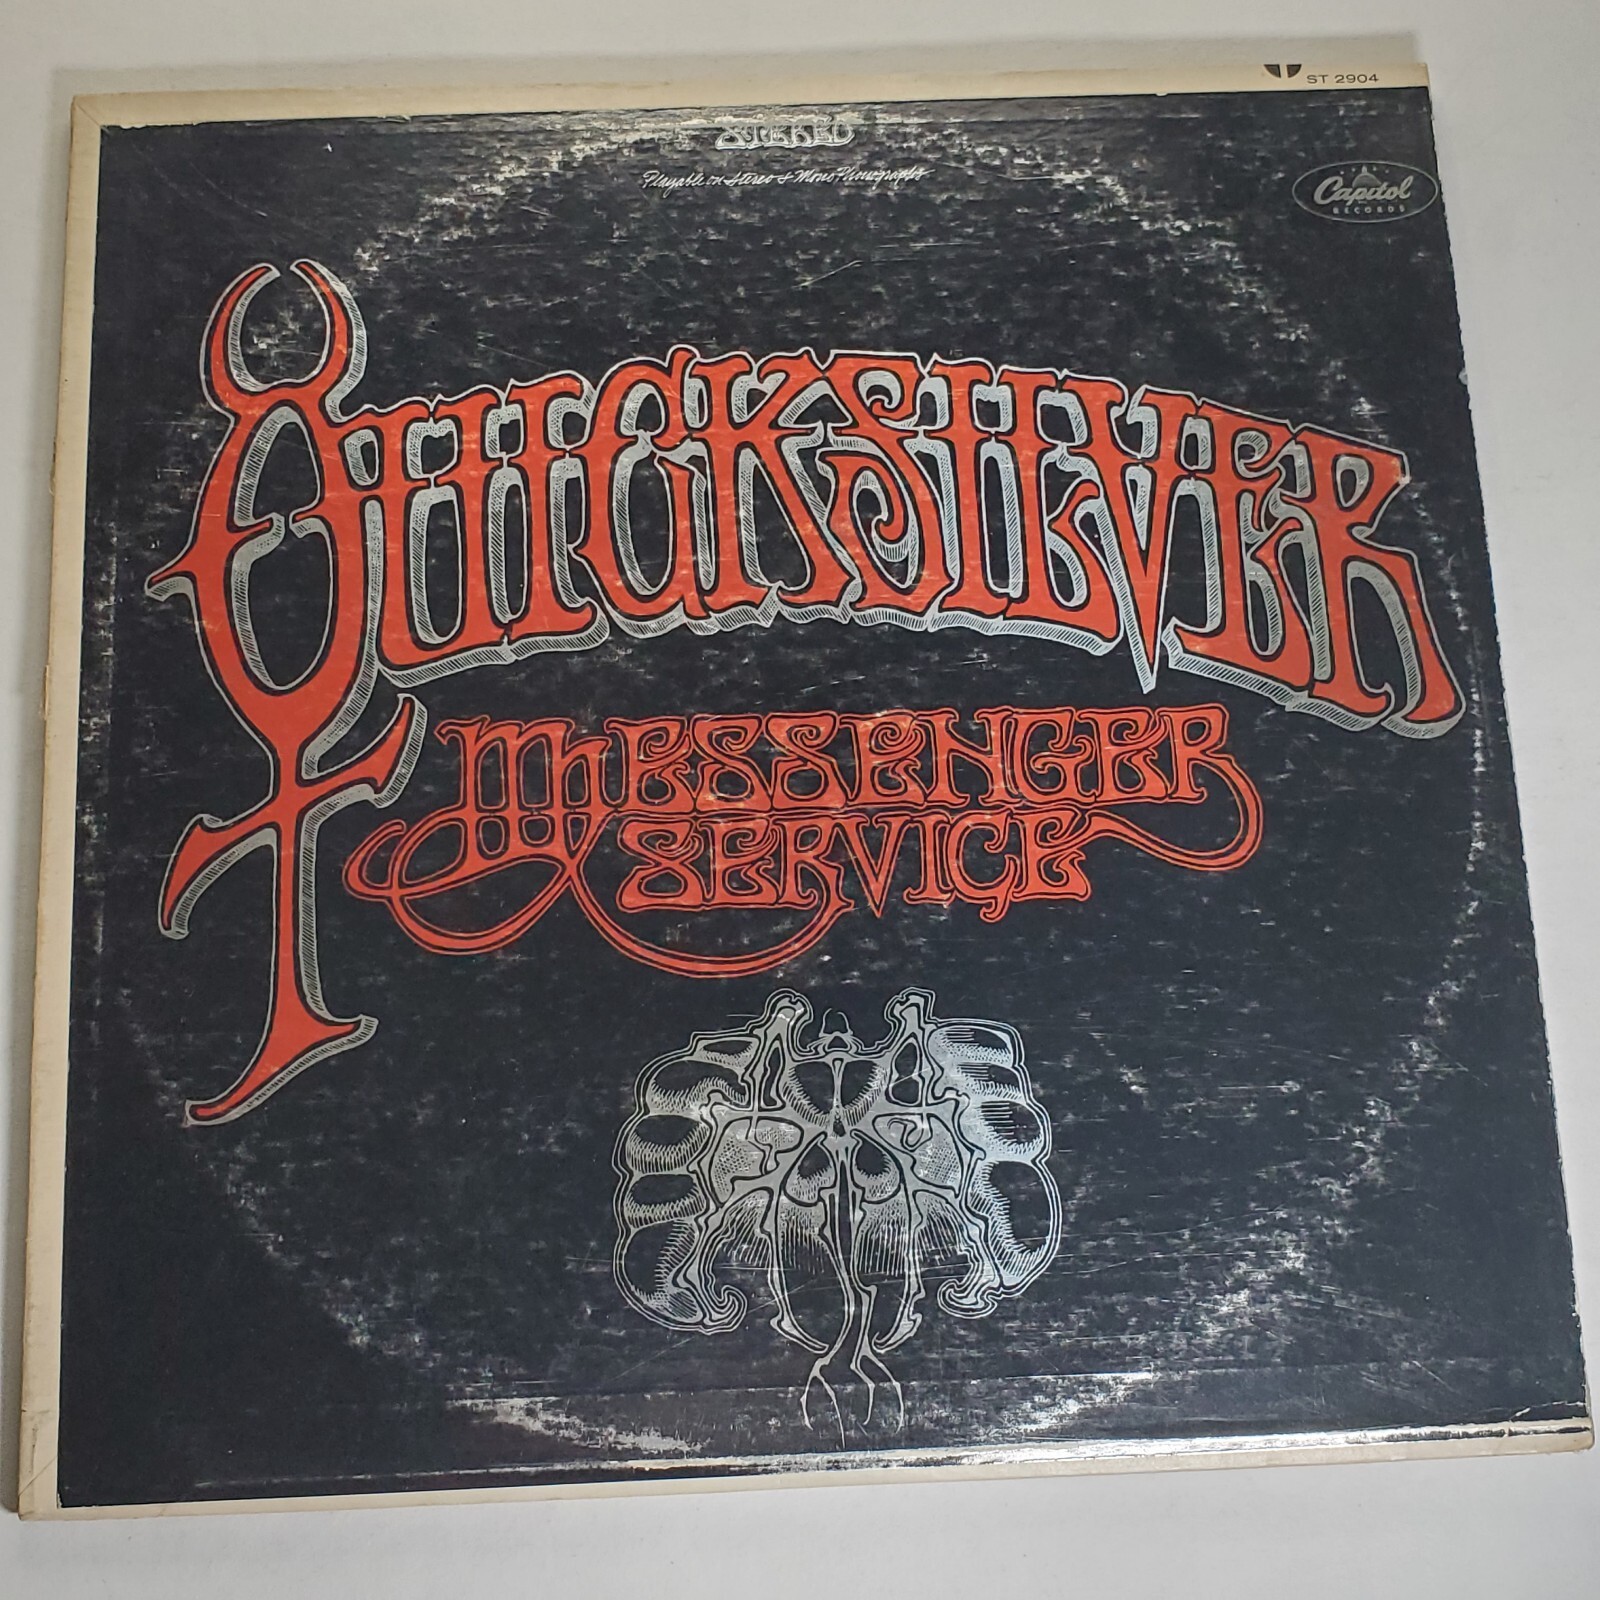 ST 2904
STEREO
Playable on Stereo & Mono Phonographs
Capitol
RECORDS
QUICKSILVER
MESSENGER
SERVICE